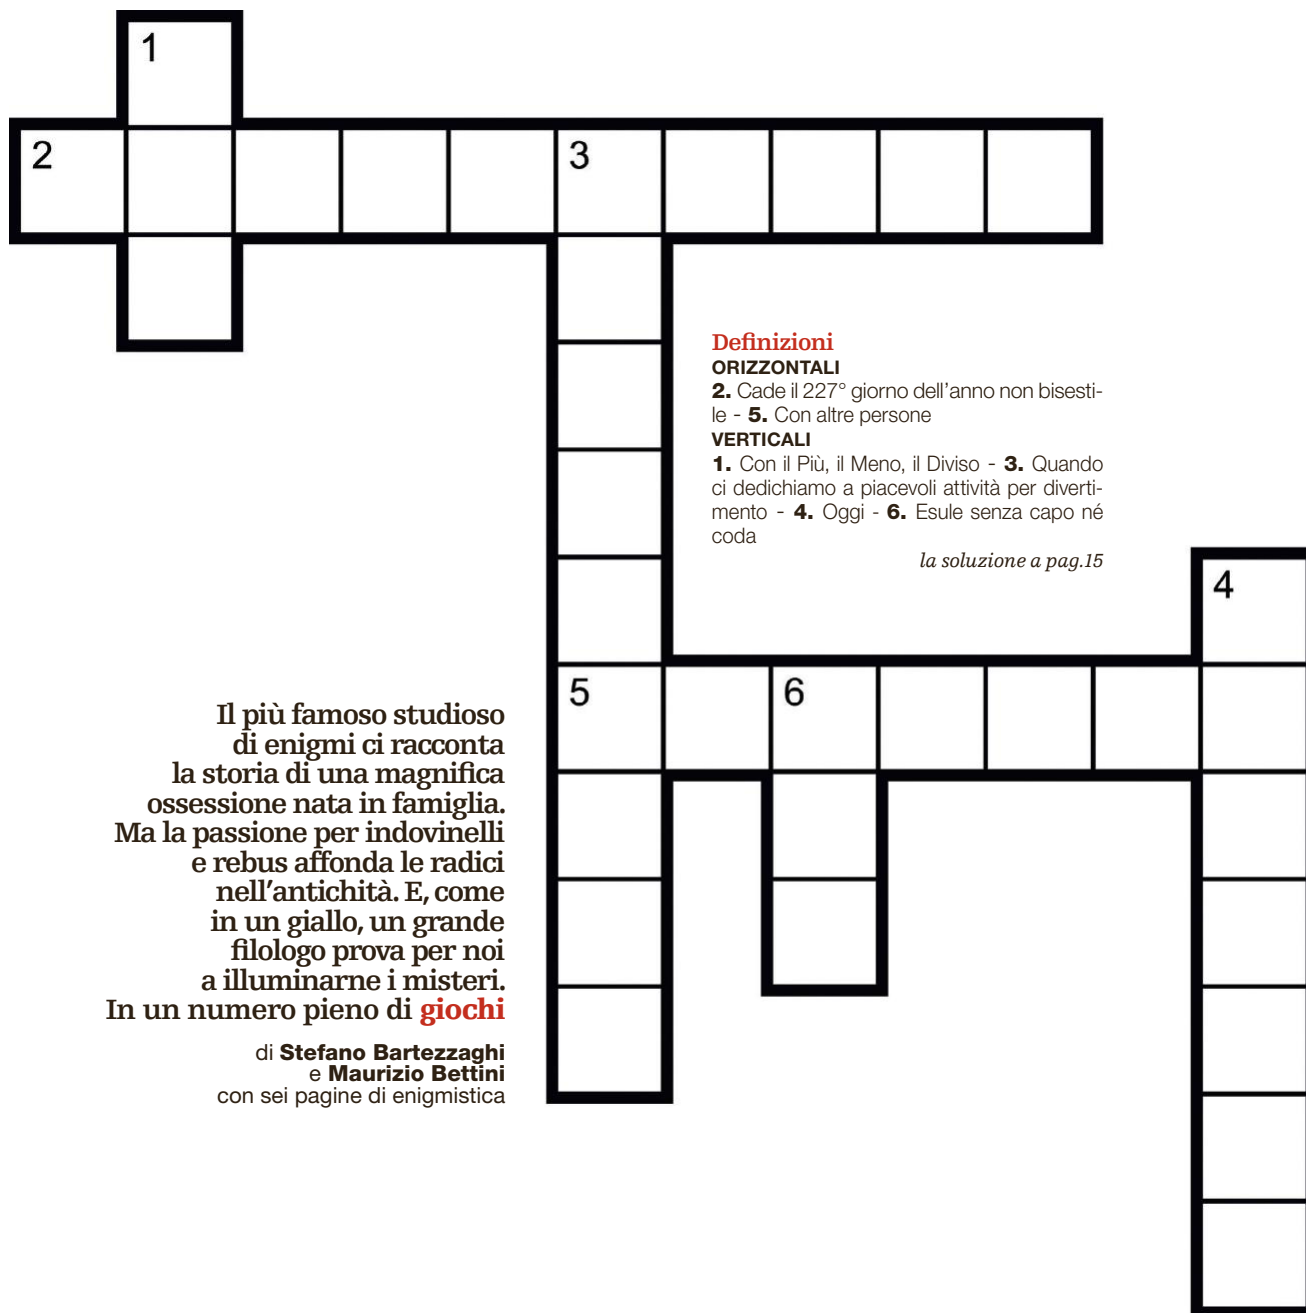 1
2
3
Definizioni
ORIZZONTALI
2. Cade il 227° giorno dell'anno non bisesti-
le - 5. Con altre persone
VERTICALI
1. Con il Più, il Meno, il Diviso - 3. Quando
ci dedichiamo a piacevoli attività per diverti-
mento - 4. Oggi - 6. Esule senza capo né
coda
la soluzione a pag.15
4
5
6
Il più famoso studioso
di enigmi ci racconta
la storia di una magnifica
ossessione nata in famiglia.
Ma la passione per indovinelli
e rebus affonda le radici
nell'antichità. E, come
in un giallo, un grande
filologo prova per noi
a illuminarne i misteri.
In un numero pieno di giochi
di Stefano Bartezzaghi
e Maurizio Bettini
con sei pagine di enigmistica